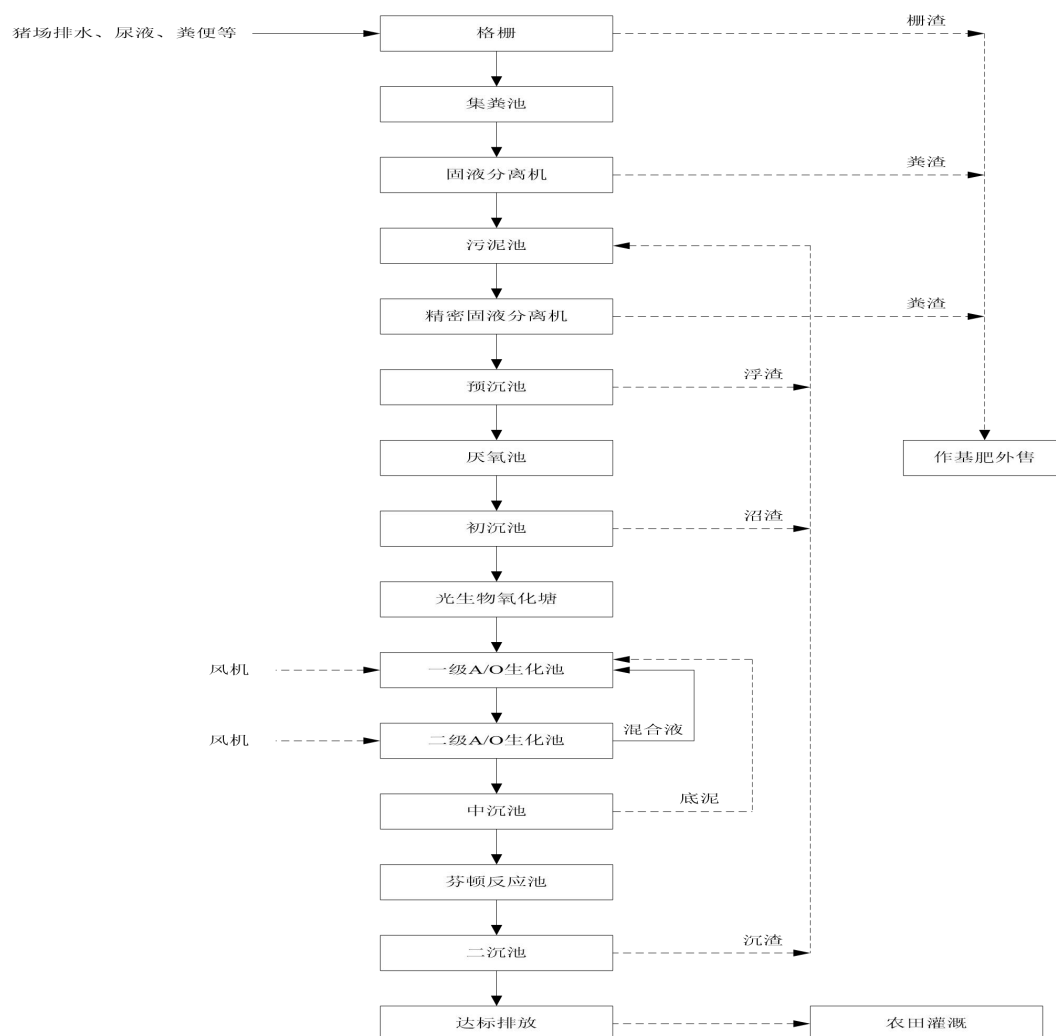 猪场排水、尿液、粪便等
格栅
栅渣
集粪池
固液分离机
粪渣
污泥池
精密固液分离机
粪渣
预沉池
浮渣
厌氧池
作基肥外售
初沉池
沼渣
光生物氧化塘
风机
一级A/O生化池
风机
二级A/O生化池
混合液
中沉池
底泥
芬顿反应池
二沉池
沉渣
达标排放
农田灌溉